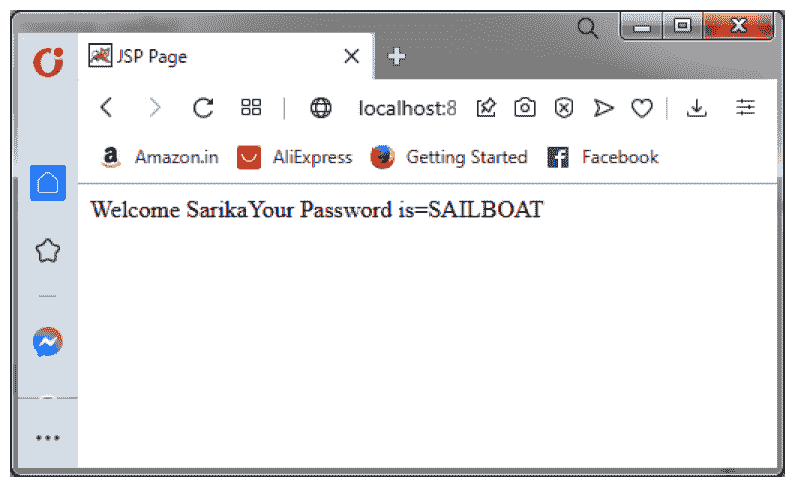 JSP Page
localhost:8
Amazon.in AliExpress Getting Started Facebook
Welcome SarikaYour Password is=SAILBOAT